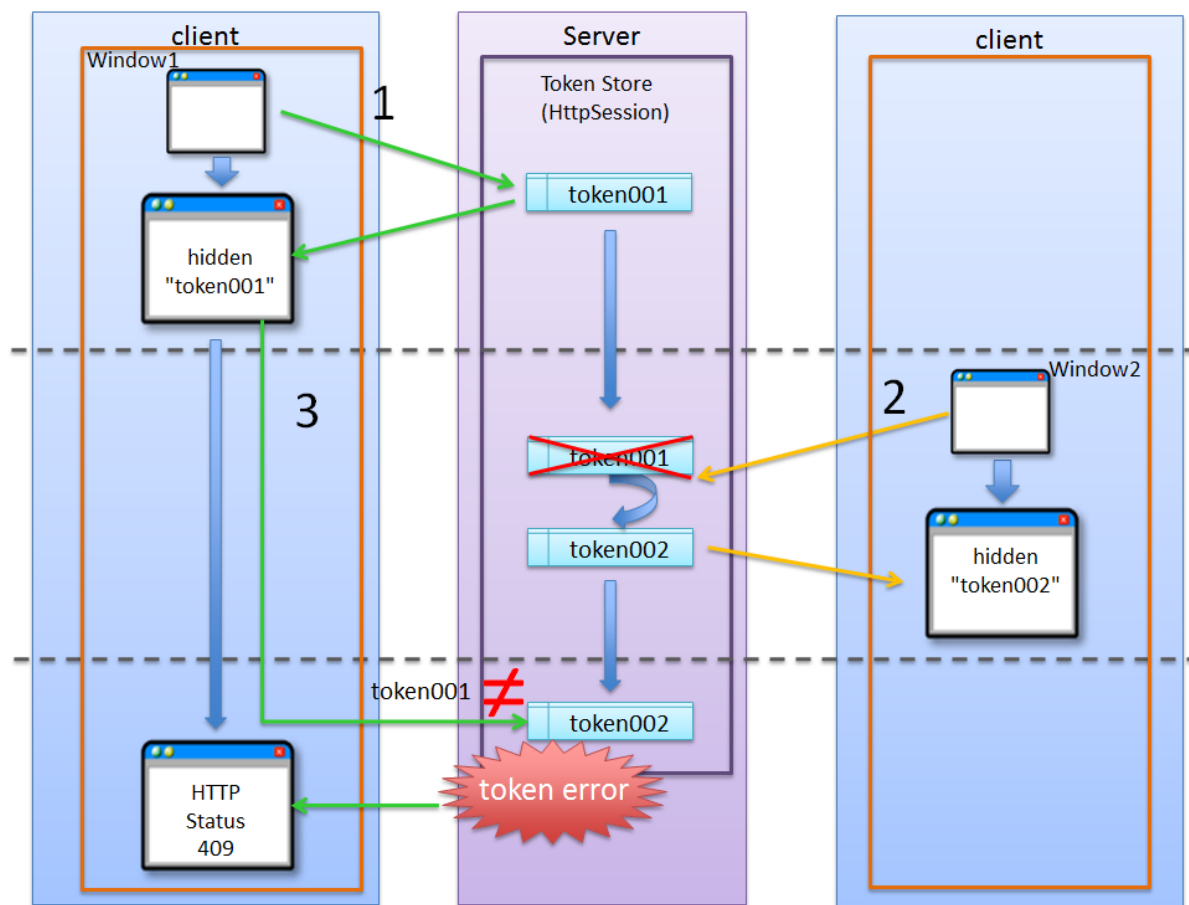 client
Server
client
Window1
Token Store
(HttpSession)
1
token001
hidden
"token001"
Window2
2
3
token001
token002
hidden
"token002"
token001
≠
token002
token error
HTTP
Status
409